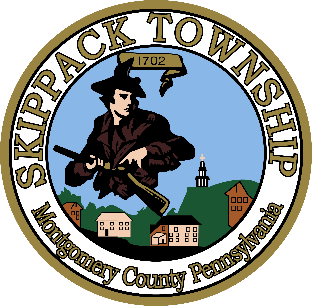 SKIPPACK TOWNSHIP
1702
Montgomery County Pennsylvania